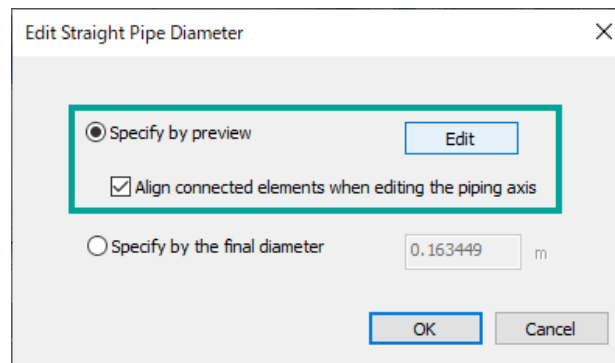 Edit Straight Pipe Diameter
Specify by preview
Edit
Align connected elements when editing the piping axis
Specify by the final diameter
0.163449
m
OK
Cancel